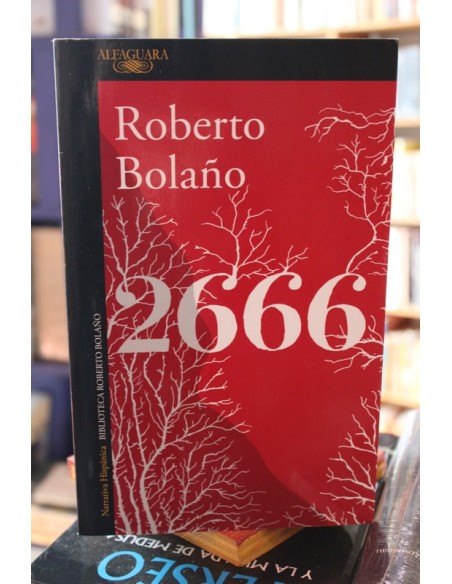 ALFAGUARA
Roberto
Bolaño
2666
Narrativa Hispánica BIBLIOTECA ROBERTO BOLAÑO
Y LA MIRADA DE MEDUSA